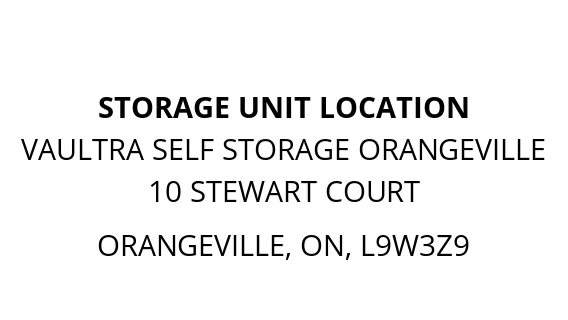 STORAGE UNIT LOCATION
VAULTRA SELF STORAGE ORANGEVILLE
10 STEWART COURT
ORANGEVILLE, ON, L9W3Z9